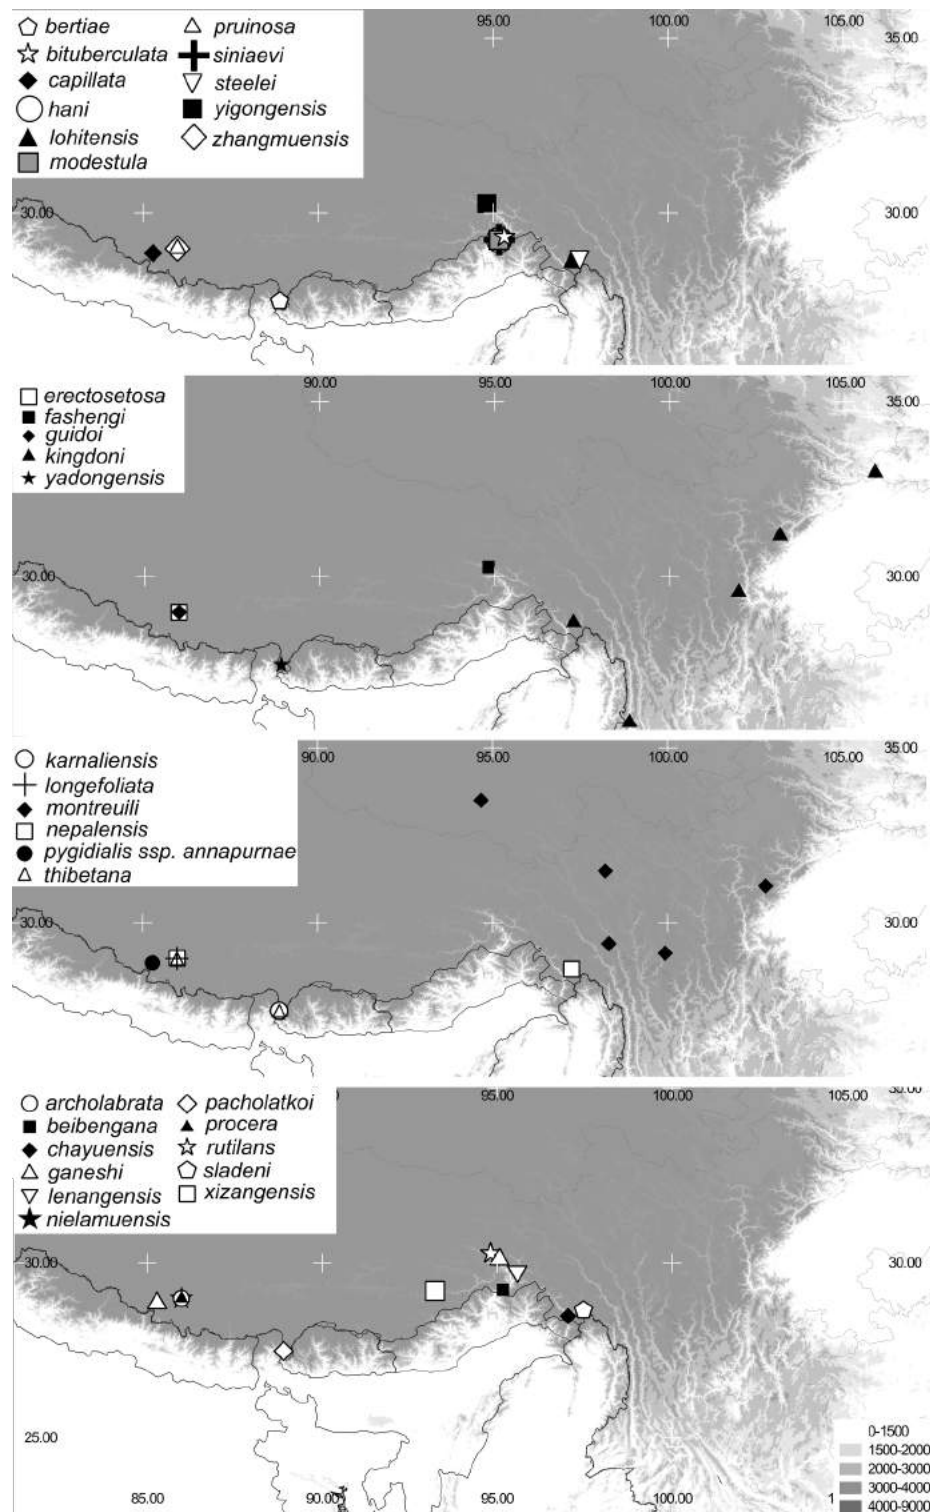 95.00 100.00
35.00
bertiae pruinosa
bituberculata siniaevi
capillata steelei
hani yigongensis
lohitensis zhangmuensis
modestula
30.00 30.00
90.00 95.00 100.00 105.00
35.00
erectosetosa
fashengi
guidoi
kingdoni
yadongensis
30.00 30.00
90.00 95.00 100.00 105.00 35.00
karnaliensis
longefoliata
montreuili
nepalensis
pygidialis ssp. annapurnae
thibetana
30.00 30.00
95.00 100.00 105.00
archolabrata pacholatkoi
beibengana procera
chayuensis rutilans
ganeshi sladeni
lenangensis xizangensis
nielamuensis
30.00 30.00
25.00
0-1500
1500-2000
2000-3000
3000-4000
4000-9000
85.00 90.00 95.00 100.00